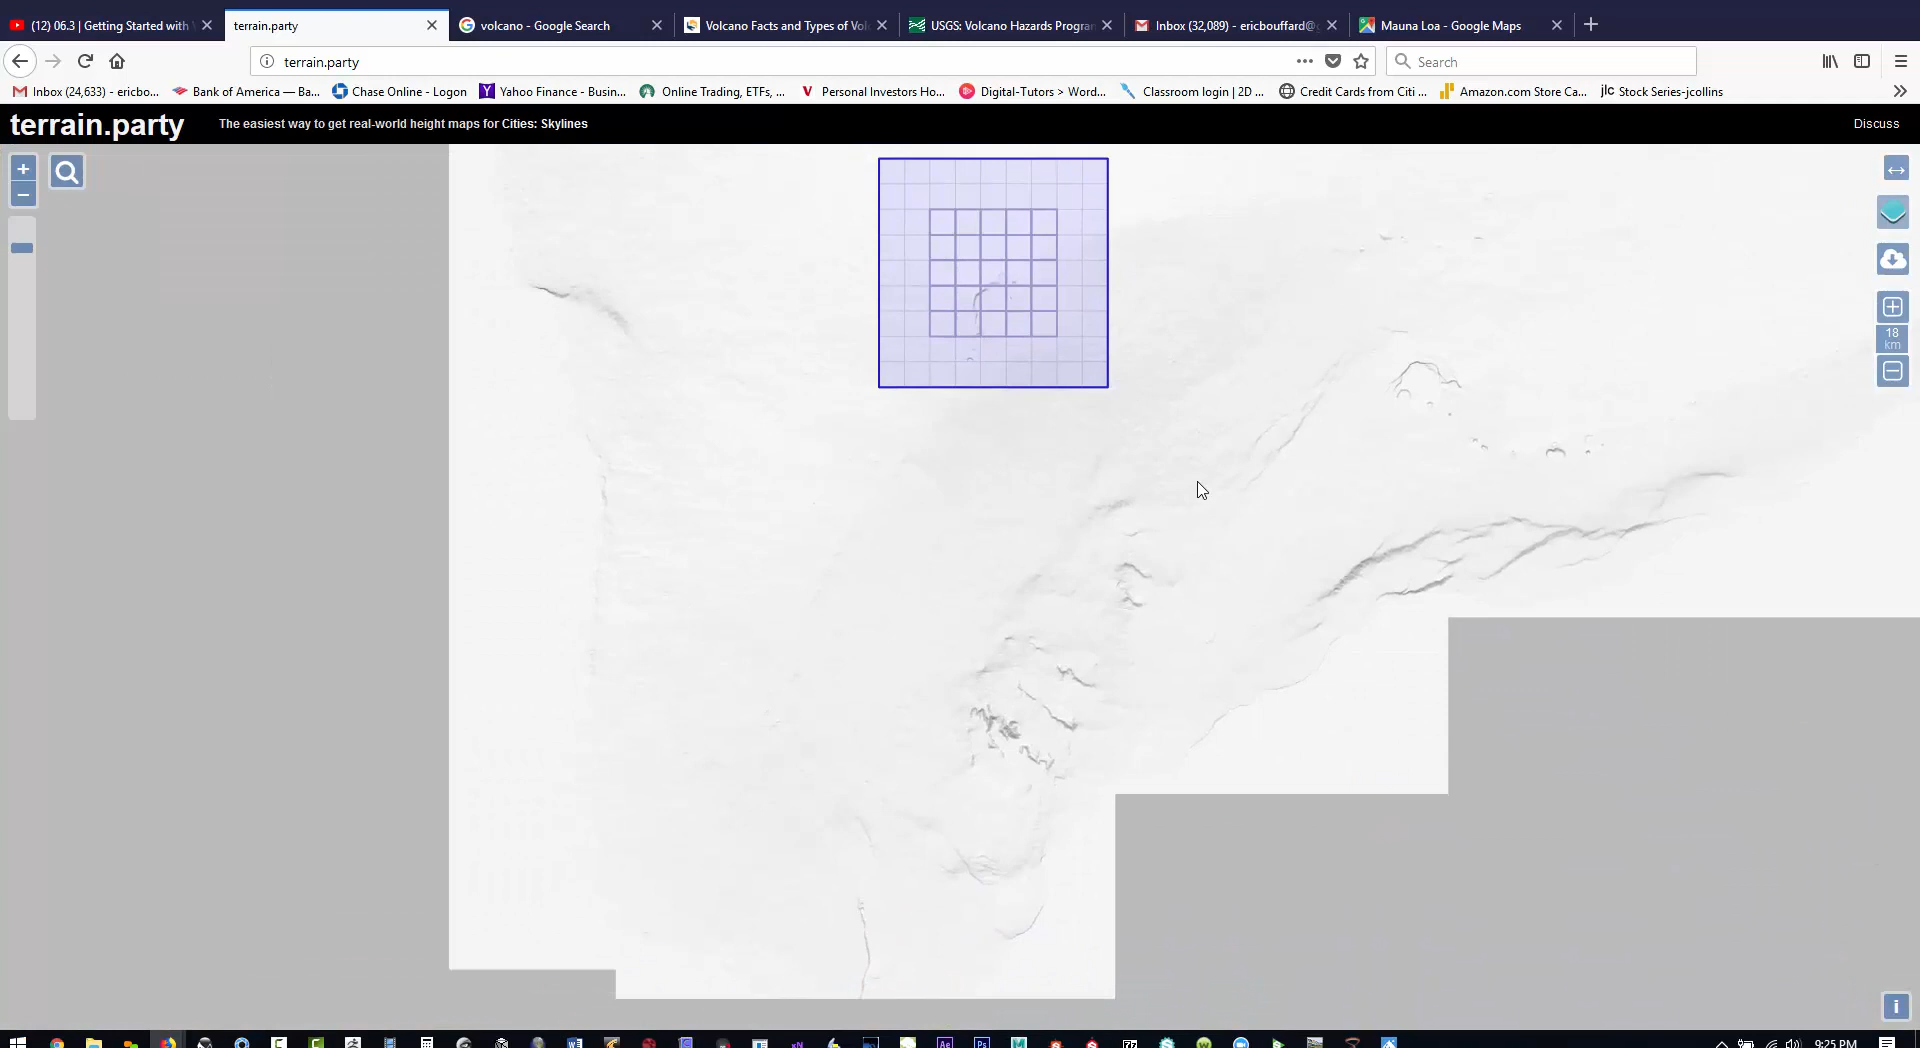 (12) 06.3 | Getting Started with
terrain.party
volcano - Google Search
Volcano Facts and Types of Vol
USGS: Volcano Hazards Progra
Inbox (32,089) - ericbouffard@
Mauna Loa - Google Maps
terrain.party
Search
Inbox (24,633) - ericbo...
Bank of America — Ba...
Chase Online - Logon
Yahoo Finance - Busin...
Online Trading, ETFs, ...
Personal Investors Ho...
Digital-Tutors > Word...
Classroom login | 2D ...
Credit Cards from Citi ...
Amazon.com Store Ca...
jlc Stock Series-jcollins
terrain.party
The easiest way to get real-world height maps for Cities: Skylines
Discuss
18
km
9:25 PM